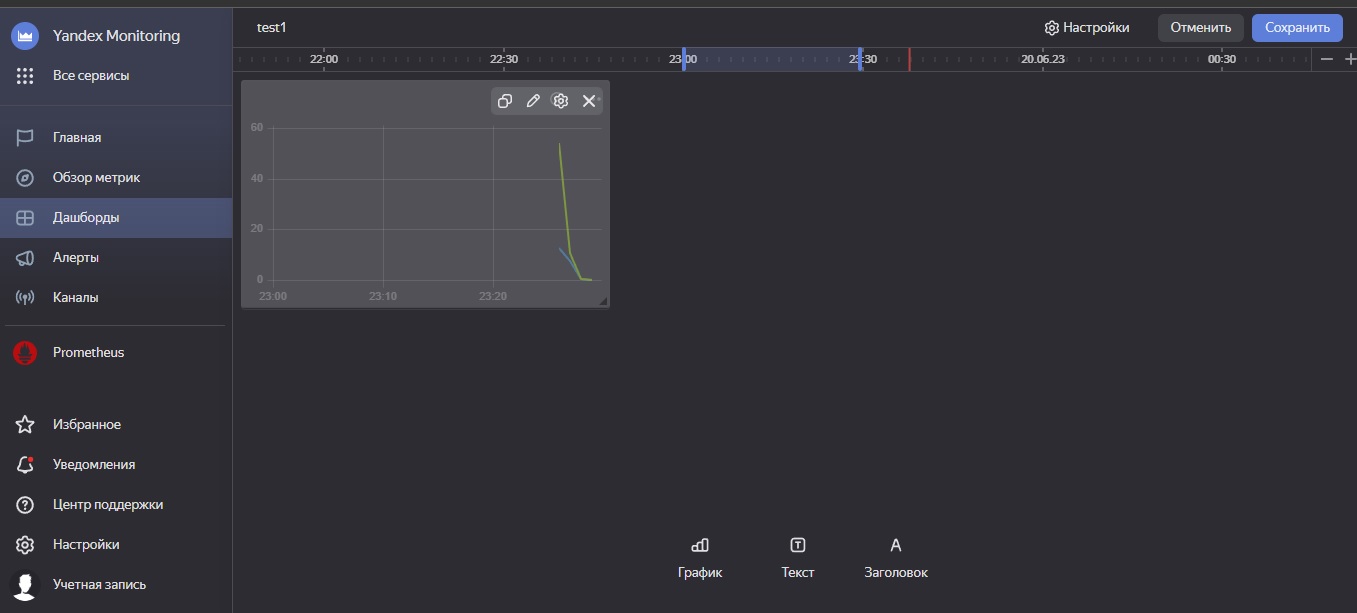 Yandex Monitoring
Все сервисы
Главная
Обзор метрик
Дашборды
Алерты
Каналы
Prometheus
Избранное
Уведомления
Центр поддержки
Настройки
Учетная запись
test1
Настройки
Отменить
Сохранить
22:00 22:30 23:00 23:30 20.06.23 00:30
60
40
20
0
23:00 23:10 23:20
График Текст Заголовок